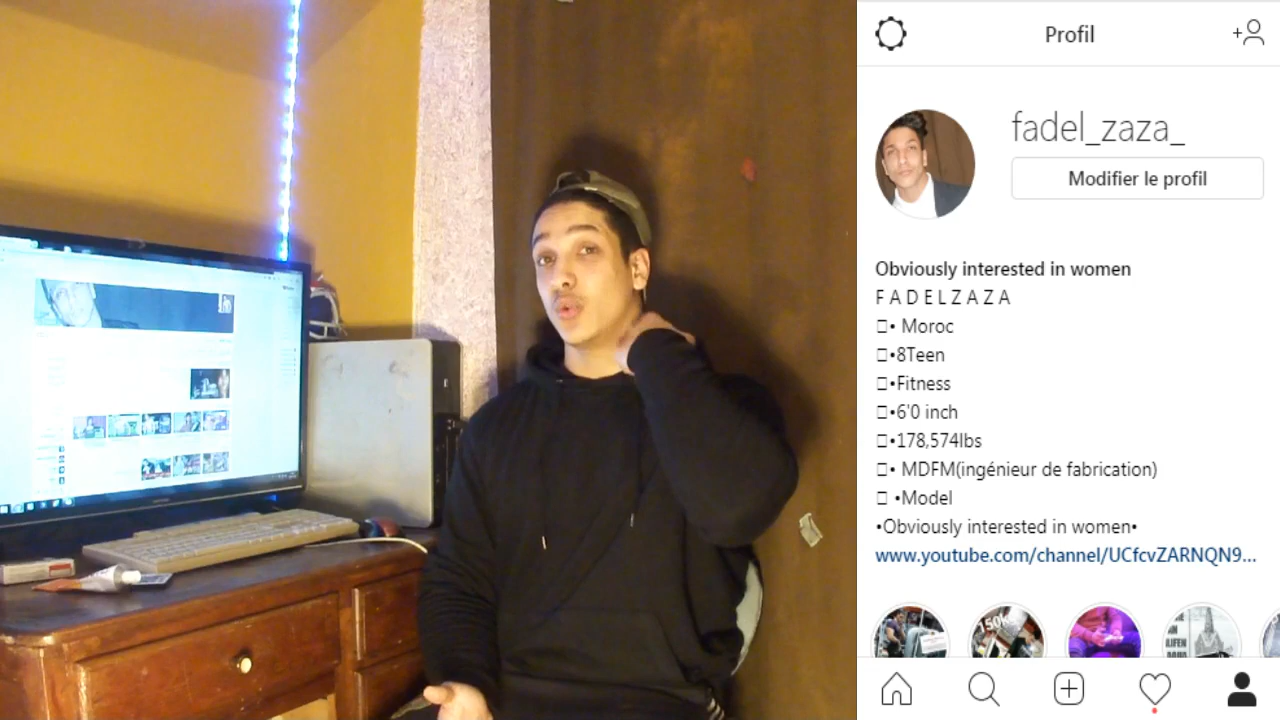 Profil
fadel_zaza_
Modifier le profil
Obviously interested in women
F A D E L Z A Z A
• Moroc
•8Teen
•Fitness
•6'0 inch
•178,574lbs
• MDFM(ingénieur de fabrication)
•Model
•Obviously interested in women•
www.youtube.com/channel/UCfcvZARNQN9...
150K